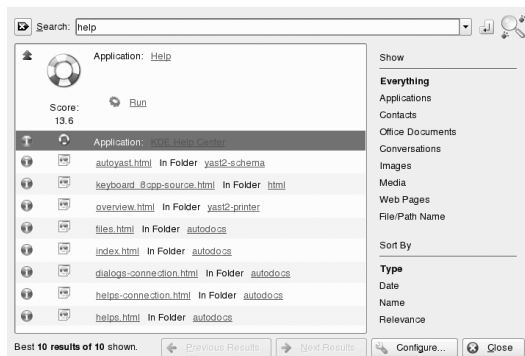 Search: help
Application: Help
Run
Score:
13.6
Application: KDE Help Center
autoyast.html In Folder yast2-schema
keyboard_8cpp-source.html In Folder html
overview.html In Folder yast2-printer
files.html In Folder autodocs
index.html In Folder autodocs
dialogs-connection.html In Folder autodocs
helps-connection.html In Folder autodocs
helps.html In Folder autodocs
Show
Everything
Applications
Contacts
Office Documents
Conversations
Images
Media
Web Pages
File/Path Name
Sort By
Type
Date
Name
Relevance
Best 10 results of 10 shown.
Previous Results
Next Results
Configure...
Close